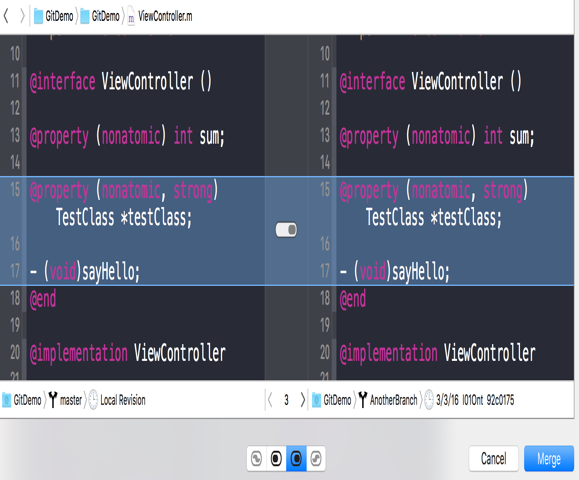 GitDemo GitDemo m ViewController.m
10
11 @interface ViewController ()
12
13 @property (nonatomic) int sum;
14
15 @property (nonatomic, strong)
TestClass *testClass;
16
17 - (void)sayHello;
18 @end
19
20 @implementation ViewController
21
10
11 @interface ViewController ()
12
13 @property (nonatomic) int sum;
14
15 @property (nonatomic, strong)
TestClass *testClass;
16
17 - (void)sayHello;
18 @end
19
20 @implementation ViewController
21
GitDemo master Local Revision
3
GitDemo AnotherBranch 3/3/16 l010nt 92c0175
Cancel Merge